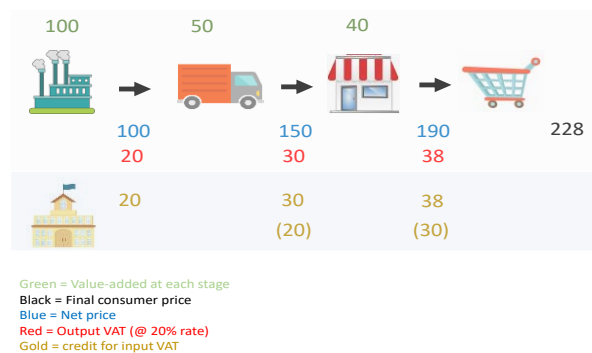 100 50 40
100 150 190 228
20 30 38
20 30 38
(20) (30)
Green = Value-added at each stage
Black = Final consumer price
Blue = Net price
Red = Output VAT (@ 20% rate)
Gold = credit for input VAT